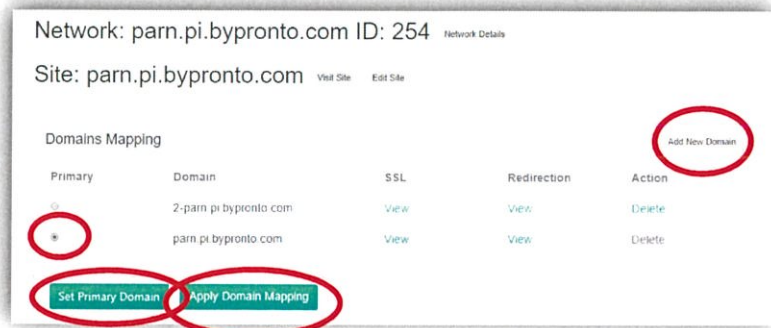 Network: parn.pi.bypronto.com ID: 254 Network Details
Site: parn.pi.bypronto.com Visit Site Edit Site
Domains Mapping Add New Domain
Primary Domain SSL Redirection Action
2-parn.pi.bypronto.com View View Delete
parn.pi.bypronto.com View View Delete
Set Primary Domain Apply Domain Mapping